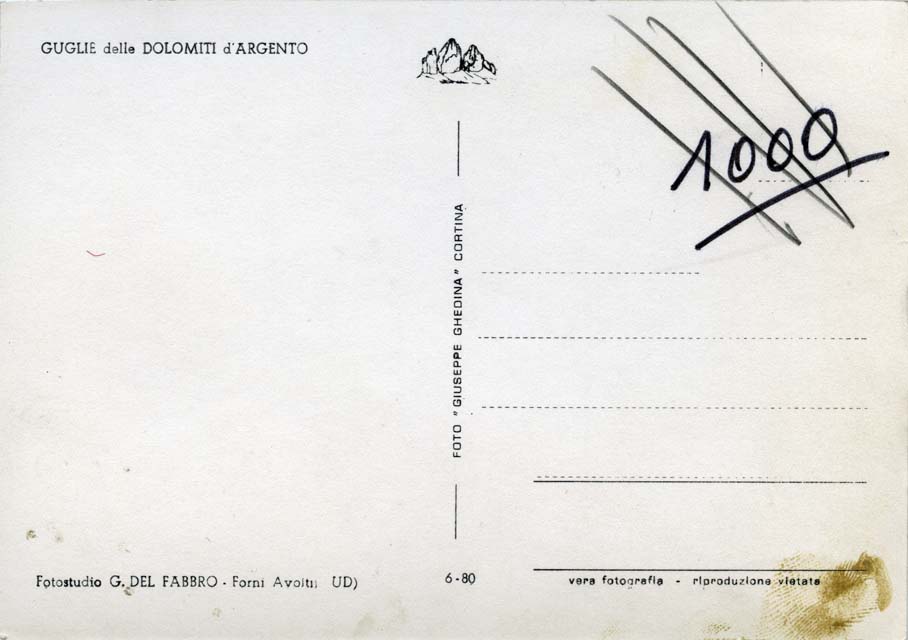 GUGLIE delle DOLOMITI d'ARGENTO
1000
FOTO "GIUSEPPE GHEDINA" CORTINA
Fotostudio G. DEL FABBRO - Forni Avoltri UD)
6-80
vera fotografia - riproduzione vietata